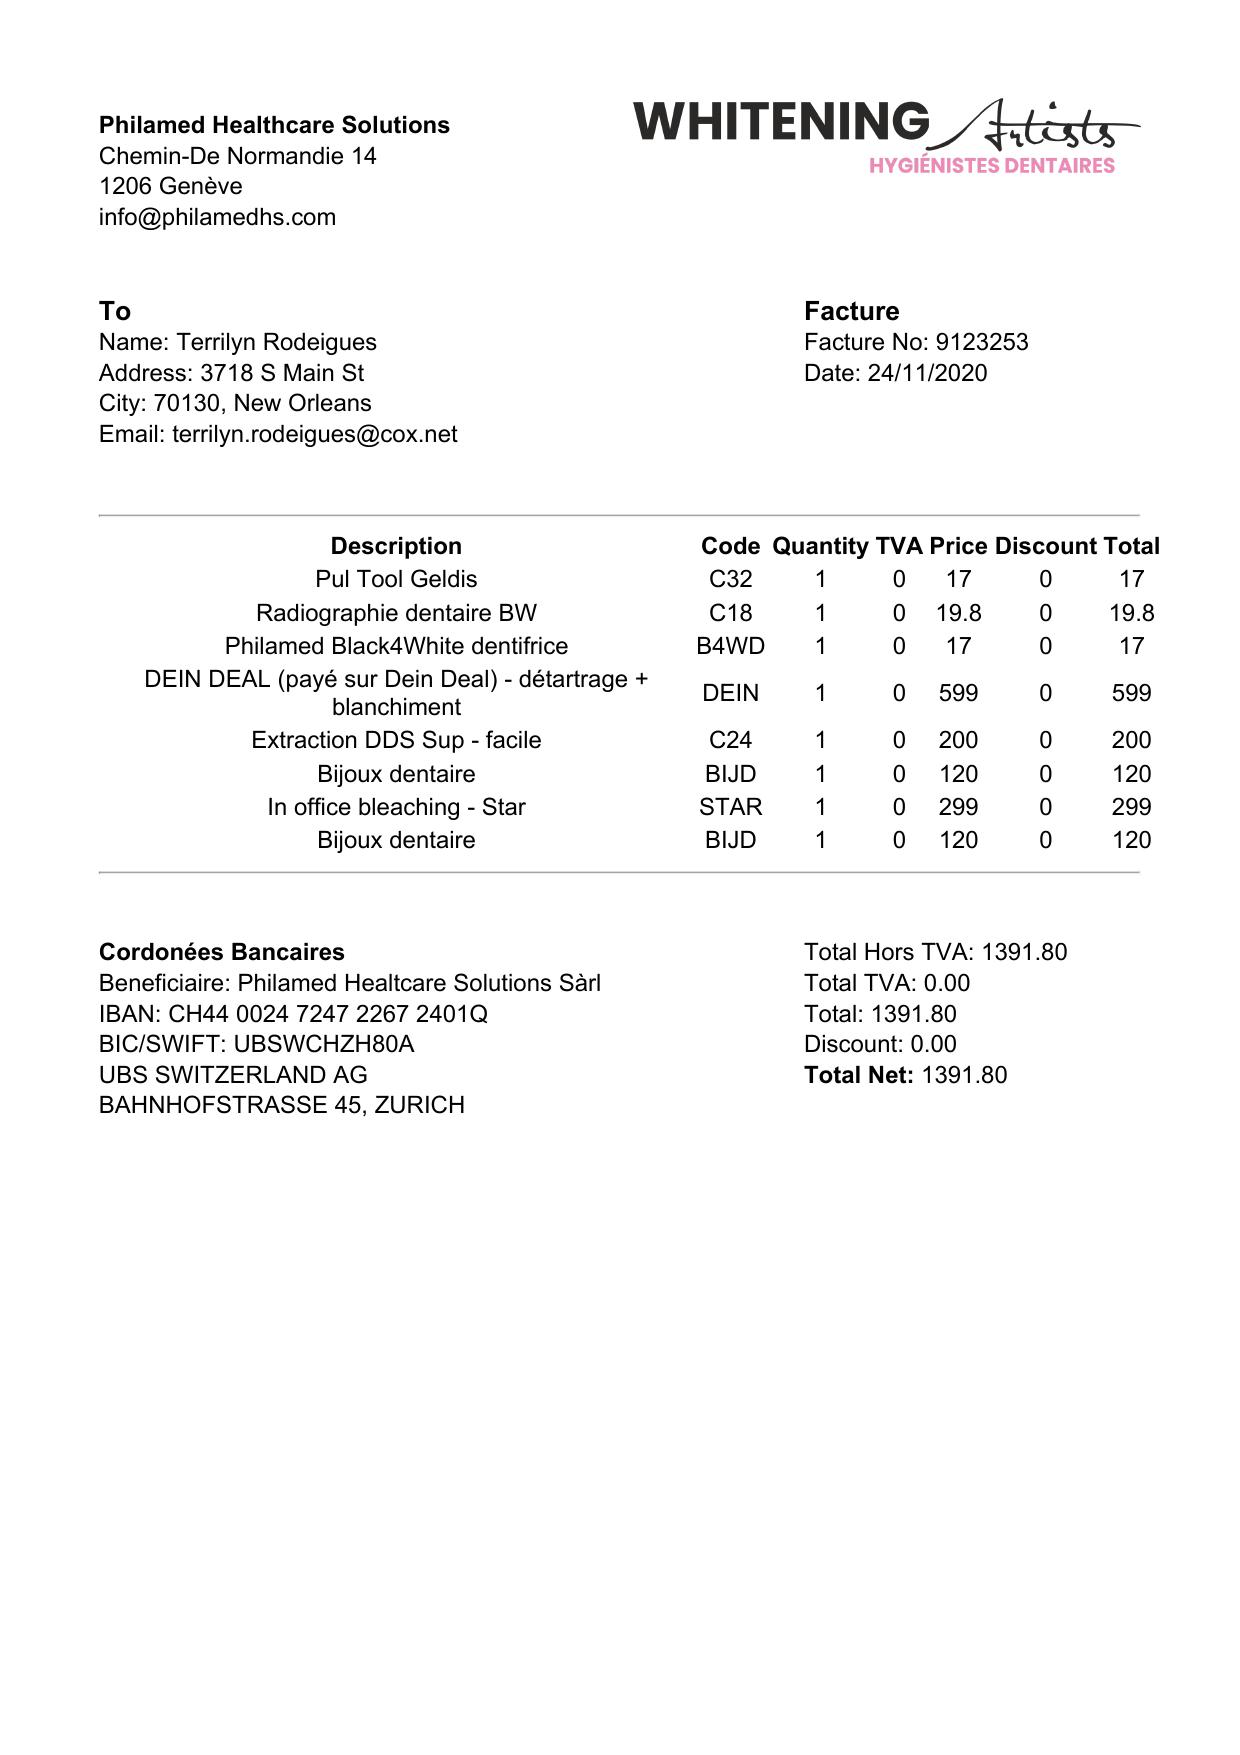 Philamed Healthcare Solutions
Chemin-De Normandie 14
1206 Genève
info@philamedhs.com
WHITENING Artists
HYGIÉNISTES DENTAIRES
To
Name: Terrilyn Rodeigues
Address: 3718 S Main St
City: 70130, New Orleans
Email: terrilyn.rodeigues@cox.net
Facture
Facture No: 9123253
Date: 24/11/2020
Description Code Quantity TVA Price Discount Total
Pul Tool Geldis C32 1 0 17 0 17
Radiographie dentaire BW C18 1 0 19.8 0 19.8
Philamed Black4White dentifrice B4WD 1 0 17 0 17
DEIN DEAL (payé sur Dein Deal) - détartrage +
blanchiment DEIN 1 0 599 0 599
Extraction DDS Sup - facile C24 1 0 200 0 200
Bijoux dentaire BIJD 1 0 120 0 120
In office bleaching - Star STAR 1 0 299 0 299
Bijoux dentaire BIJD 1 0 120 0 120
Cordonées Bancaires
Beneficiaire: Philamed Healtcare Solutions Sàrl
IBAN: CH44 0024 7247 2267 2401Q
BIC/SWIFT: UBSWCHZH80A
UBS SWITZERLAND AG
BAHNHOFSTRASSE 45, ZURICH
Total Hors TVA: 1391.80
Total TVA: 0.00
Total: 1391.80
Discount: 0.00
Total Net: 1391.80